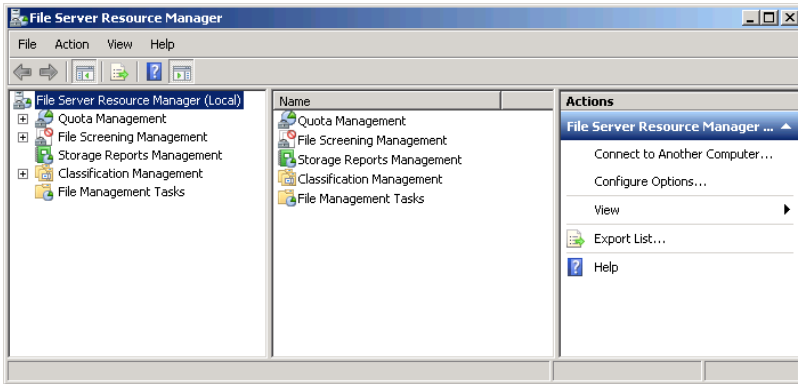 File Server Resource Manager
File Action View Help
File Server Resource Manager (Local)
Quota Management
File Screening Management
Storage Reports Management
Classification Management
File Management Tasks
Name
Quota Management
File Screening Management
Storage Reports Management
Classification Management
File Management Tasks
Actions
File Server Resource Manager ...
Connect to Another Computer...
Configure Options...
View
Export List...
Help